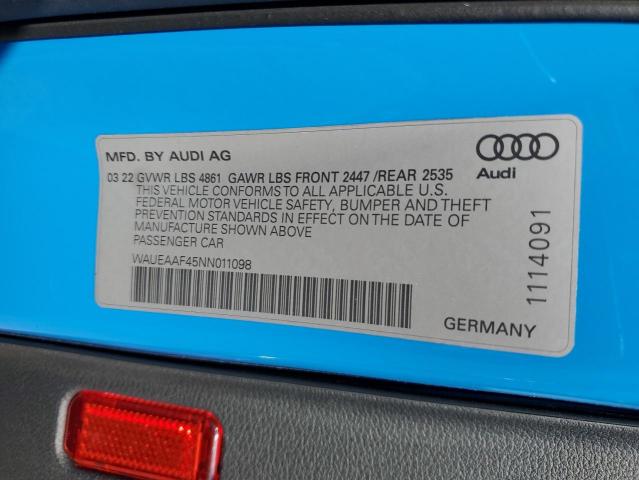 MFD. BY AUDI AG
03 22 GVWR LBS 4861 GAWR LBS FRONT 2447 /REAR 2535
THIS VEHICLE CONFORMS TO ALL APPLICABLE U.S.
FEDERAL MOTOR VEHICLE SAFETY, BUMPER AND THEFT
PREVENTION STANDARDS IN EFFECT ON THE DATE OF
MANUFACTURE SHOWN ABOVE
PASSENGER CAR
WAUEAAF45NN011098
Audi
1114091
GERMANY